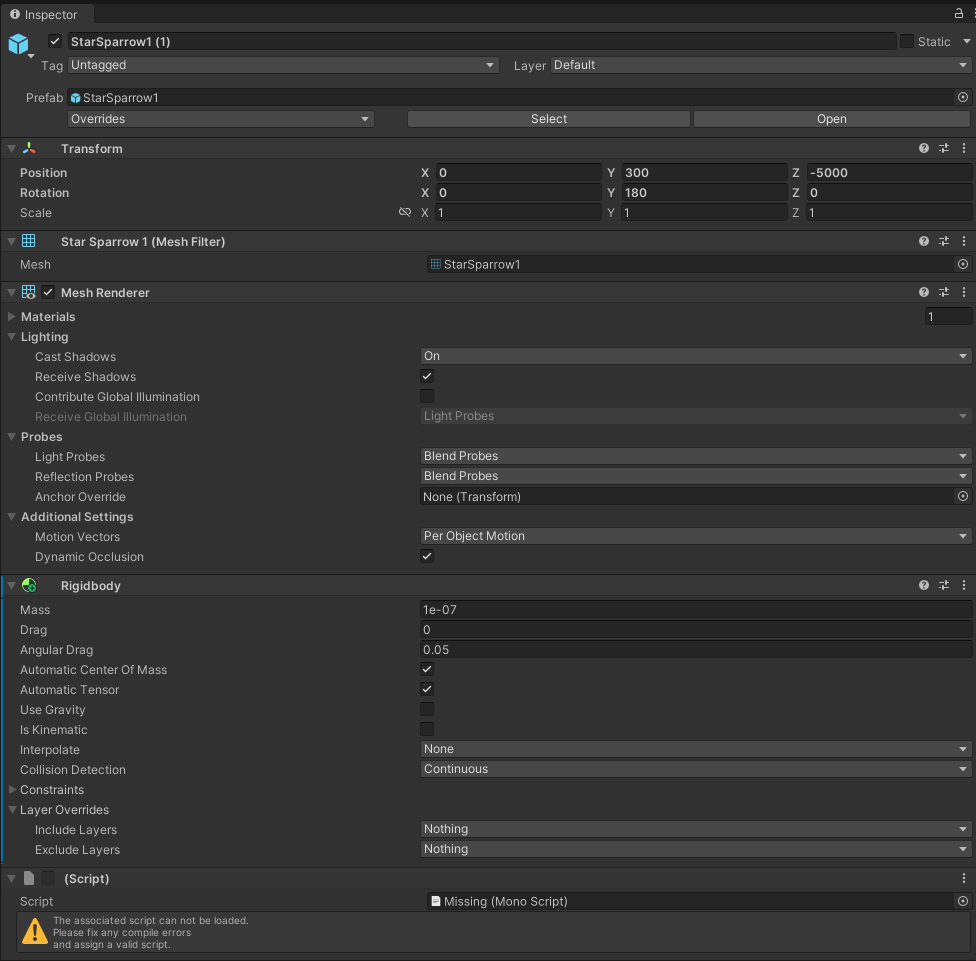 Inspector
StarSparrow1 (1)
Static
Tag Untagged Layer Default
Prefab StarSparrow1
Overrides Select Open
Transform
Position X 0 Y 300 Z -5000
Rotation X 0 Y 180 Z 0
Scale X 1 Y 1 Z 1
Star Sparrow 1 (Mesh Filter)
Mesh StarSparrow1
Mesh Renderer
Materials 1
Lighting
Cast Shadows On
Receive Shadows
Contribute Global Illumination
Receive Global Illumination Light Probes
Probes
Light Probes Blend Probes
Reflection Probes Blend Probes
Anchor Override None (Transform)
Additional Settings
Motion Vectors Per Object Motion
Dynamic Occlusion
Rigidbody
Mass 1e-07
Drag 0
Angular Drag 0.05
Automatic Center Of Mass
Automatic Tensor
Use Gravity
Is Kinematic
Interpolate None
Collision Detection Continuous
Constraints
Layer Overrides
Include Layers Nothing
Exclude Layers Nothing
(Script)
Script Missing (Mono Script)
The associated script can not be loaded.
Please fix any compile errors
and assign a valid script.